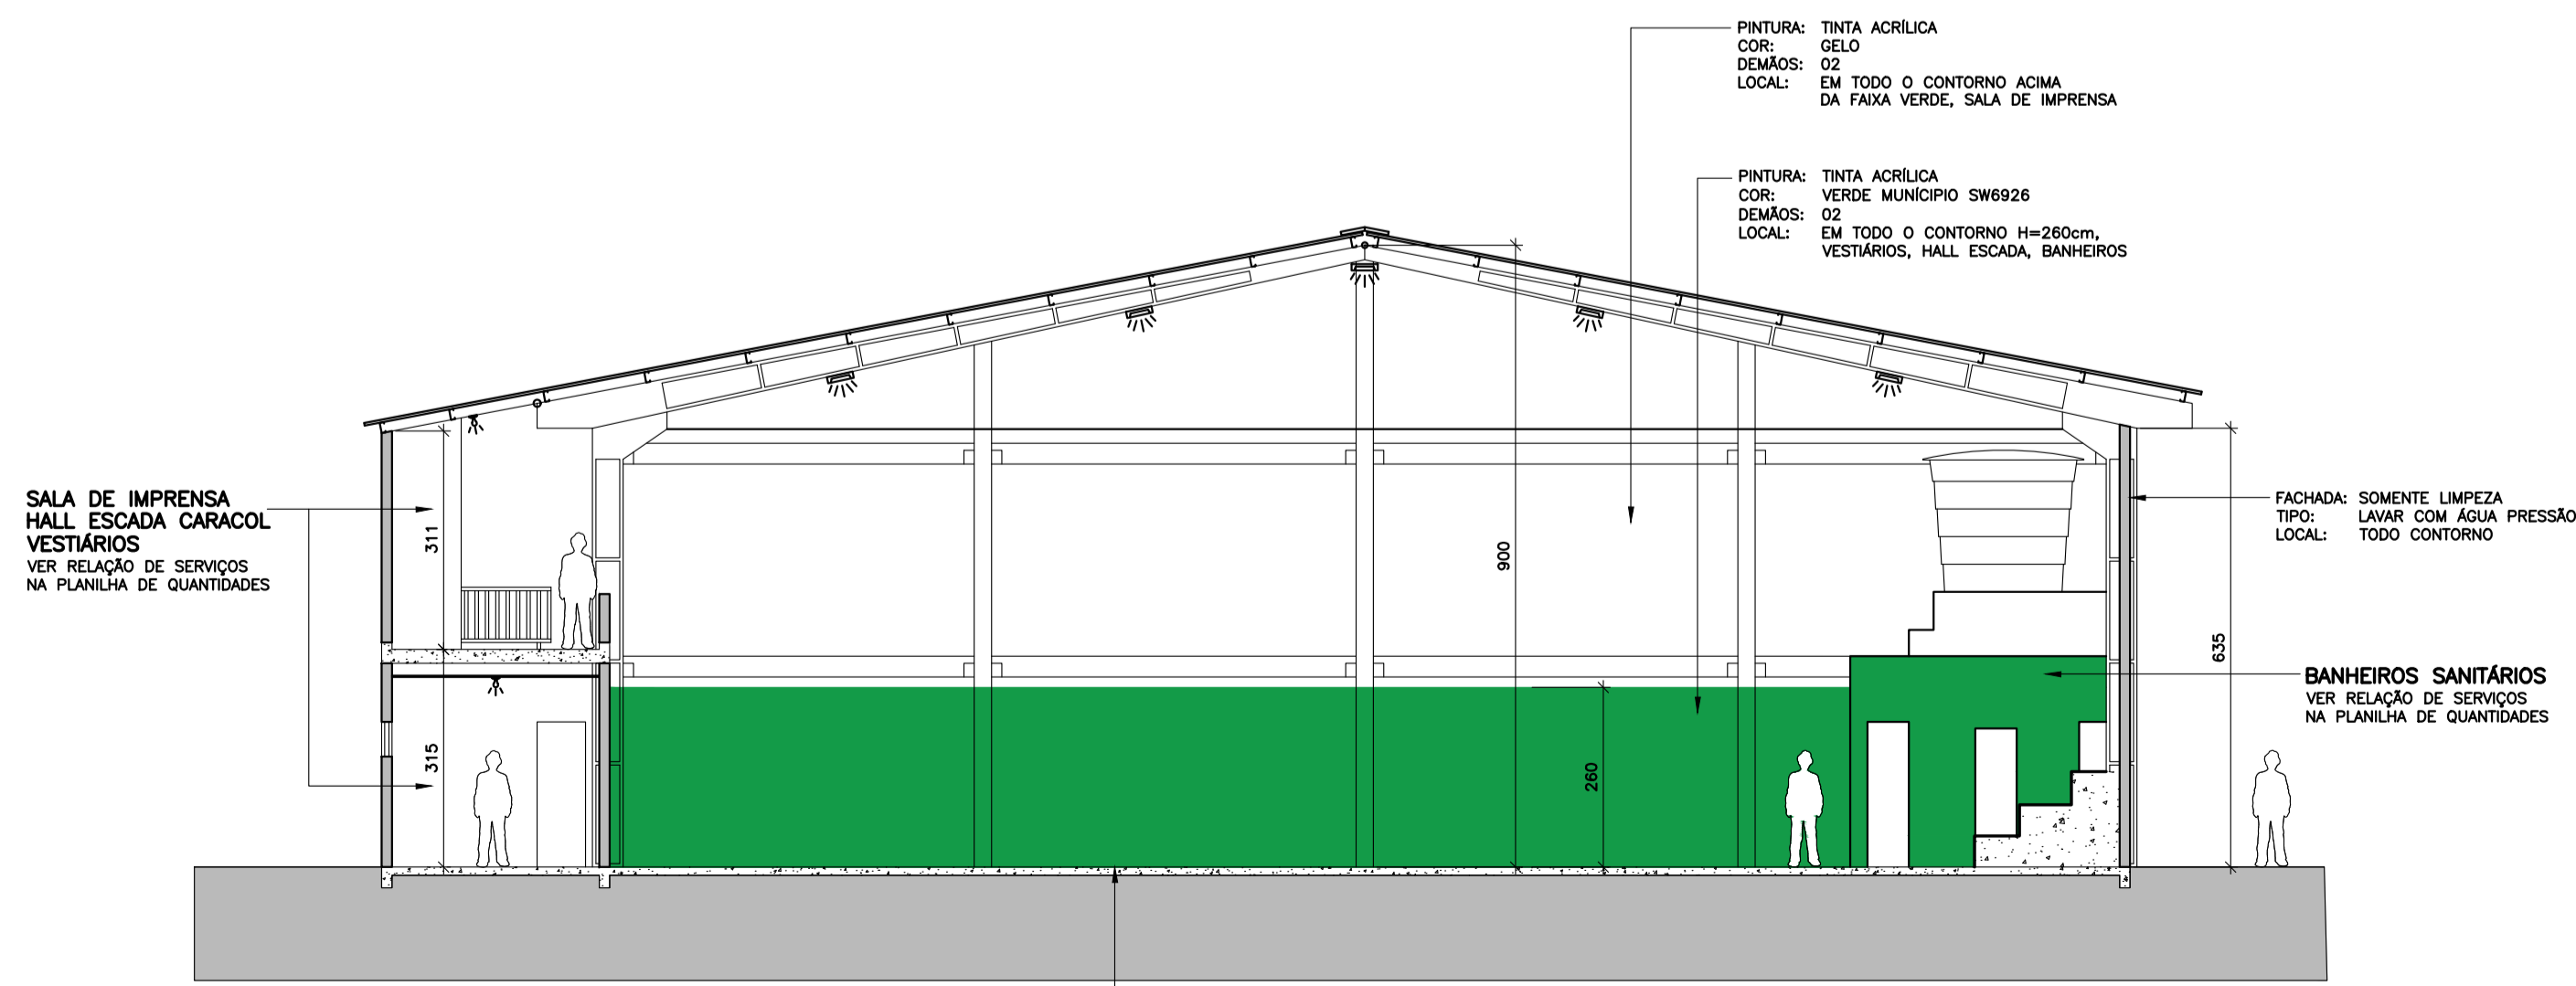 PINTURA: TINTA ACRÍLICA
COR: GELO
DEMÃOS: 02
LOCAL: EM TODO O CONTORNO ACIMA
DA FAIXA VERDE, SALA DE IMPRENSA
PINTURA: TINTA ACRÍLICA
COR: VERDE MUNÍCIPIO SW6926
DEMÃOS: 02
LOCAL: EM TODO O CONTORNO H=260cm,
VESTIÁRIOS, HALL ESCADA, BANHEIROS
SALA DE IMPRENSA
HALL ESCADA CARACOL
VESTIÁRIOS
VER RELAÇÃO DE SERVIÇOS
NA PLANILHA DE QUANTIDADES
311
315
900
260
635
FACHADA: SOMENTE LIMPEZA
TIPO: LAVAR COM ÁGUA PRESSÃO
LOCAL: TODO CONTORNO
BANHEIROS SANITÁRIOS
VER RELAÇÃO DE SERVIÇOS
NA PLANILHA DE QUANTIDADES